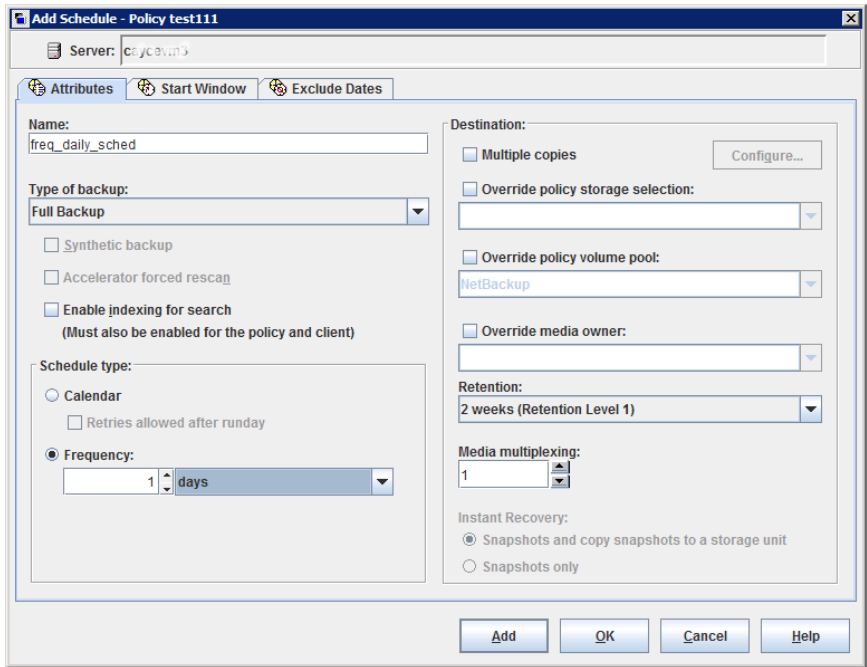 Add Schedule - Policy test111
Server:
Attributes
Start Window
Exclude Dates
Name:
freq_daily_sched
Type of backup:
Full Backup
Synthetic backup
Accelerator forced rescan
Enable indexing for search
(Must also be enabled for the policy and client)
Schedule type:
Calendar
Retries allowed after runday
Frequency:
1 days
Destination:
Multiple copies
Configure...
Override policy storage selection:
Override policy volume pool:
NetBackup
Override media owner:
Retention:
2 weeks (Retention Level 1)
Media multiplexing:
1
Instant Recovery:
Snapshots and copy snapshots to a storage unit
Snapshots only
Add
OK
Cancel
Help